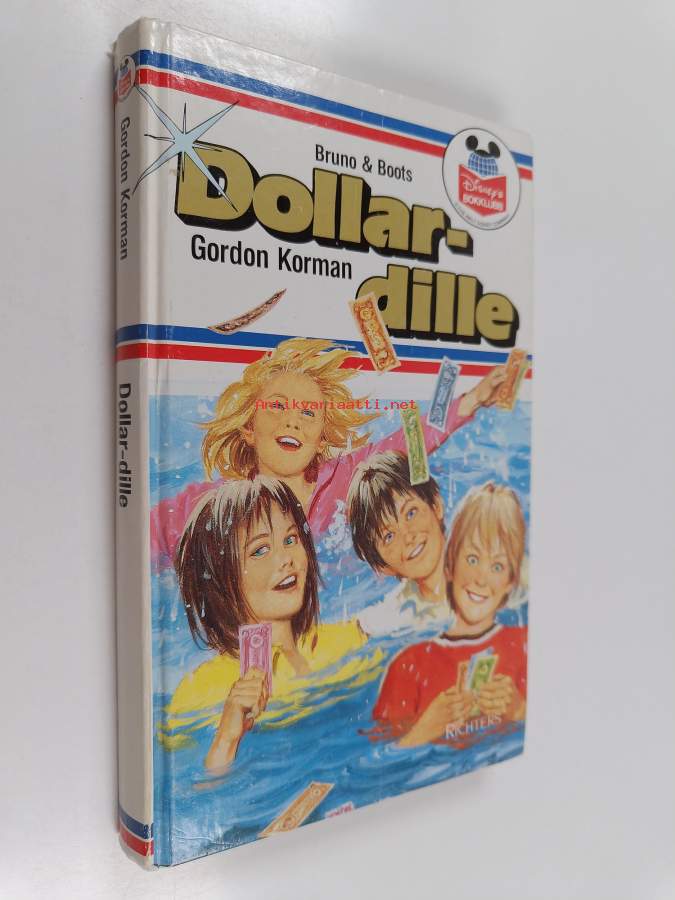 Gordon Korman
Dollar-dille
Bruno & Boots
Dollar-
Gordon Korman
dille
DISNEY'S
BOKKLUBB
Antikvariaatti.net
RICHTERS